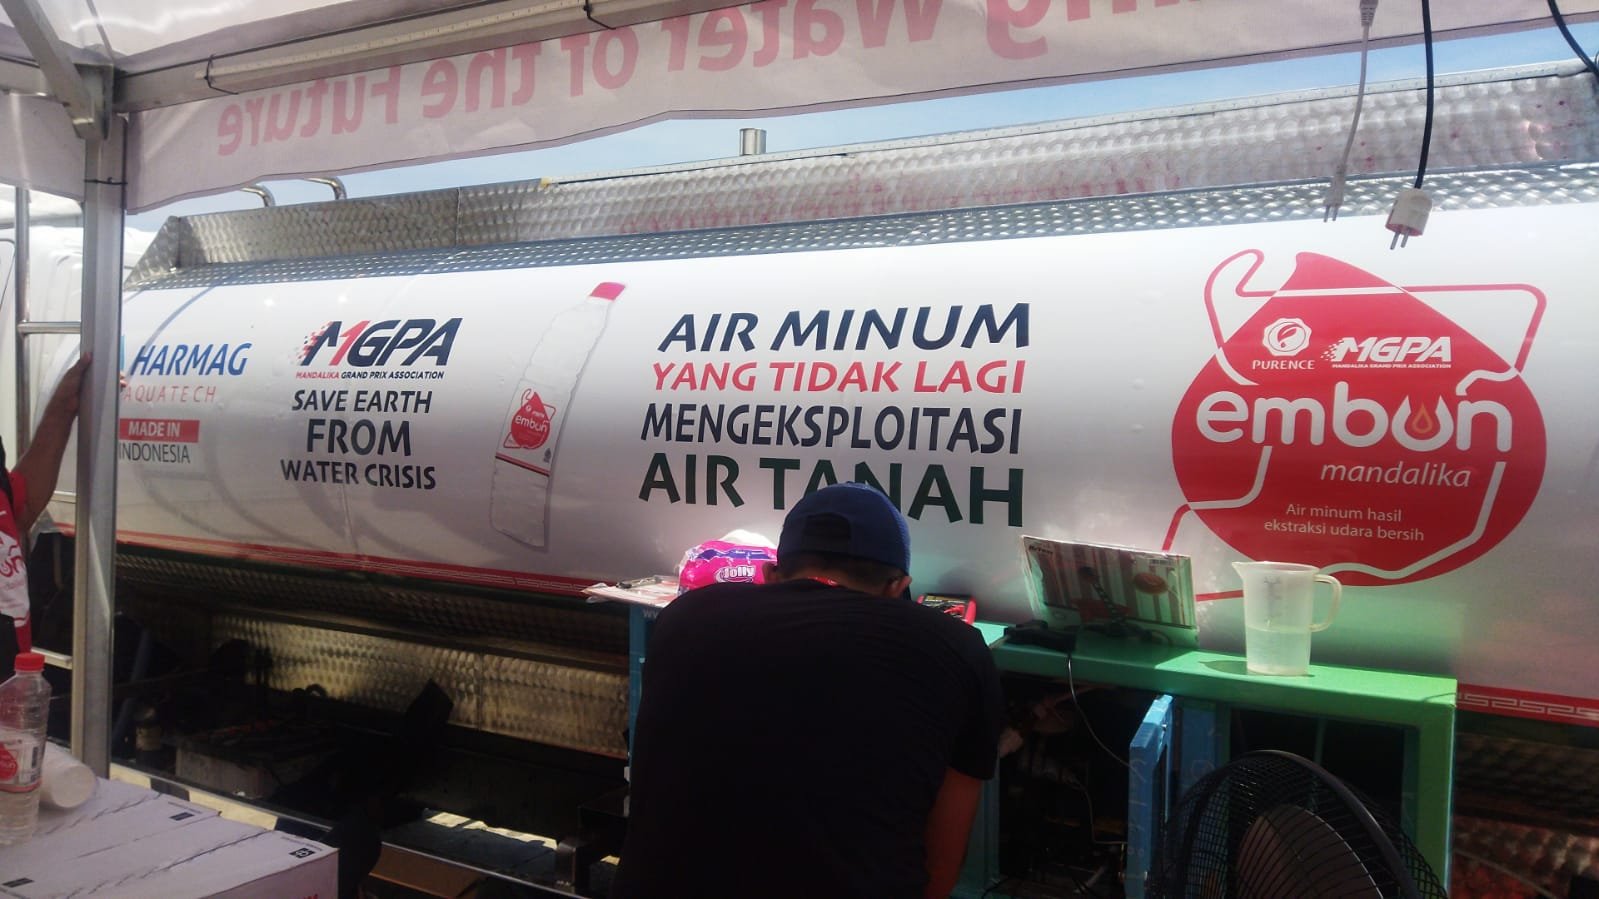 ing Water of the Future
HARMAG
AQUATECH
MADE IN
INDONESIA
MGPA
MANDALIKA GRAND PRIX ASSOCIATION
SAVE EARTH
FROM
WATER CRISIS
embun
AIR MINUM
YANG TIDAK LAGI
MENGEKSPLOITASI
AIR TANAH
PURENCE
MGPA
MANDALIKA GRAND PRIX ASSOCIATION
embun
mandalika
Air minum hasil
ekstraksi udara bersih
Jolly